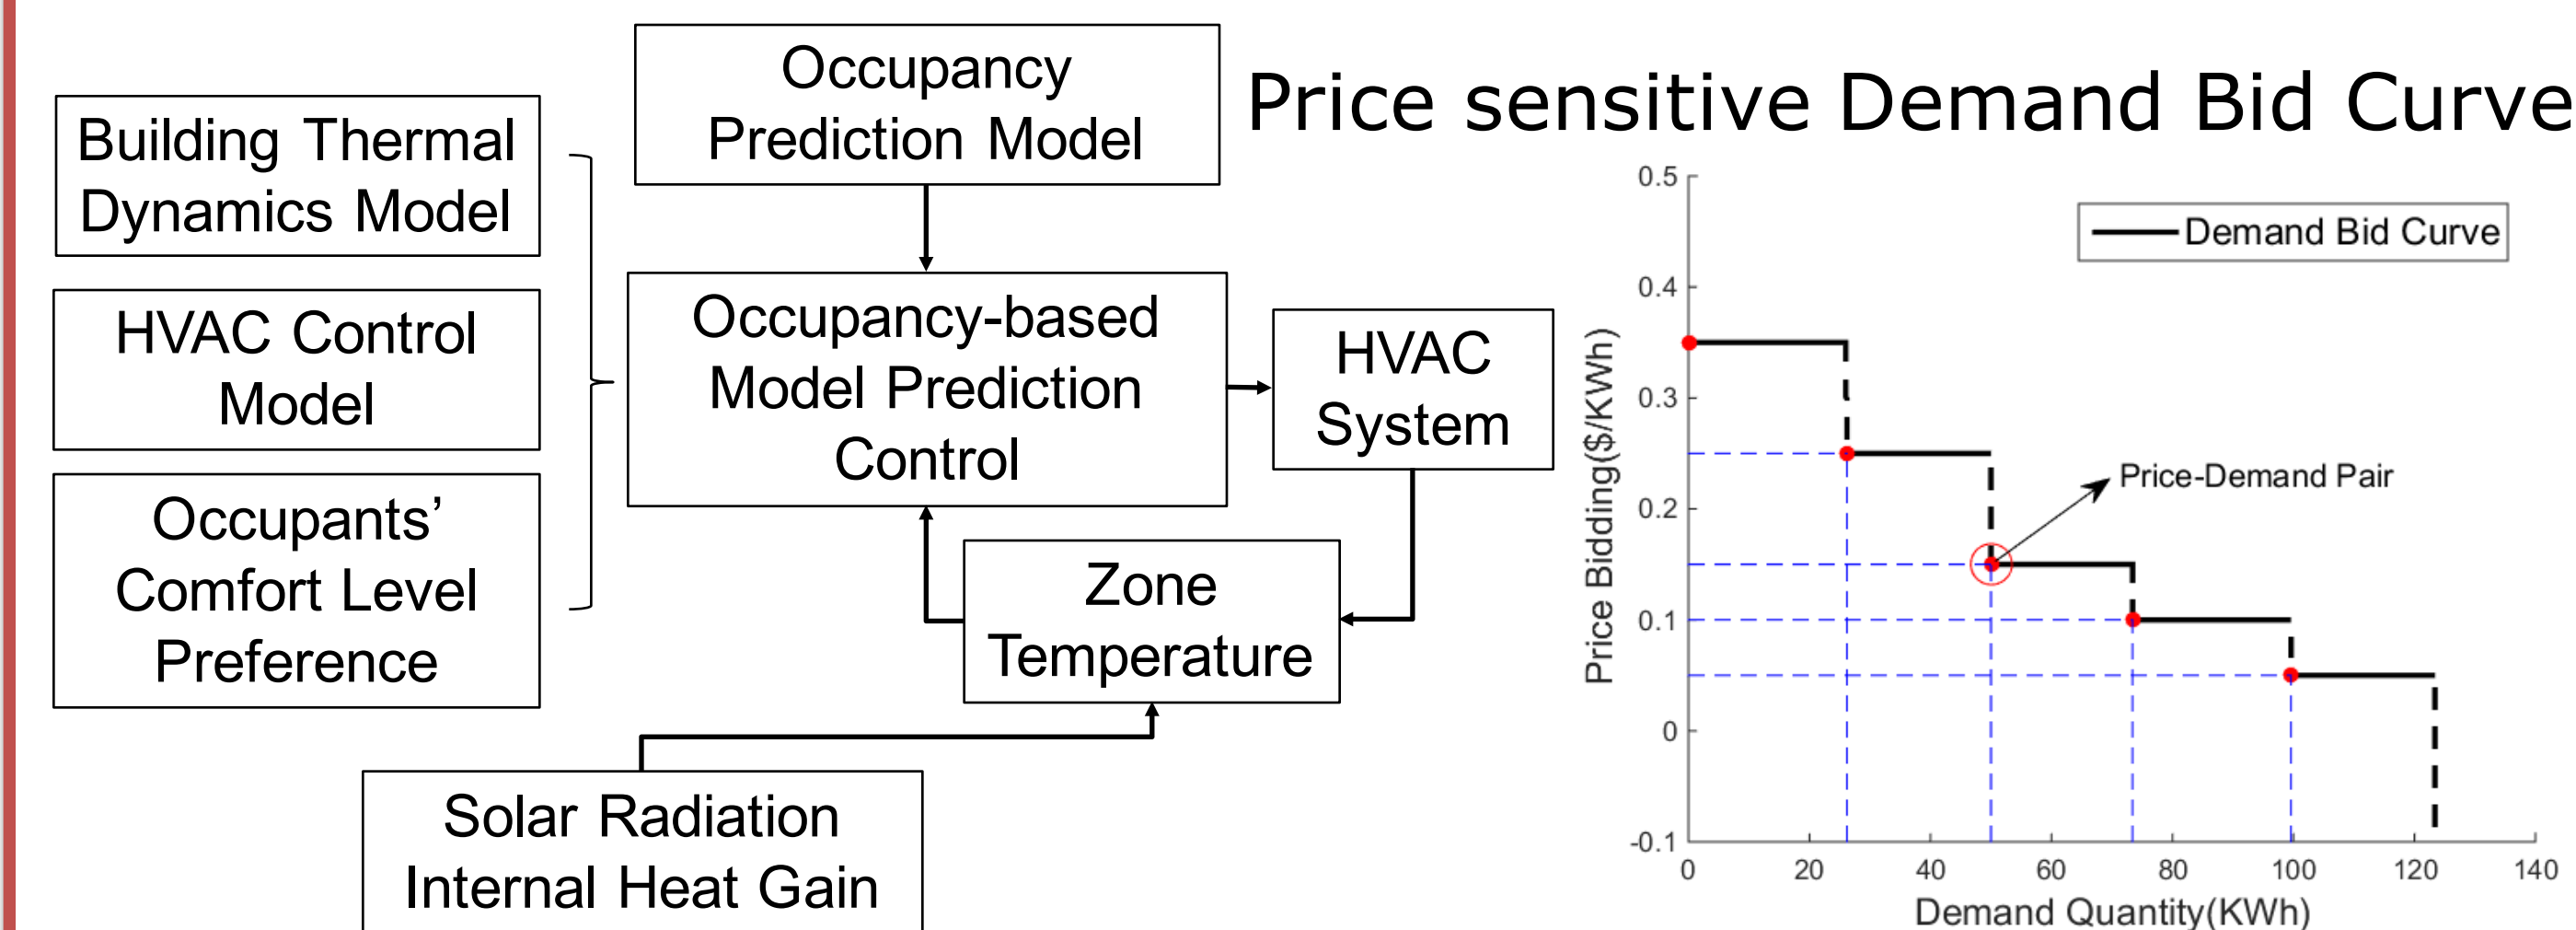 Building Thermal
Dynamics Model
HVAC Control
Model
Occupants’
Comfort Level
Preference
Occupancy
Prediction Model
Occupancy-based
Model Prediction
Control
HVAC
System
Zone
Temperature
Solar Radiation
Internal Heat Gain
Price sensitive Demand Bid Curve
Demand Bid Curve
Price-Demand Pair
Price Bidding($/KWh)
0.5
0.4
0.3
0.2
0.1
0
-0.1
0 20 40 60 80 100 120 140
Demand Quantity(KWh)